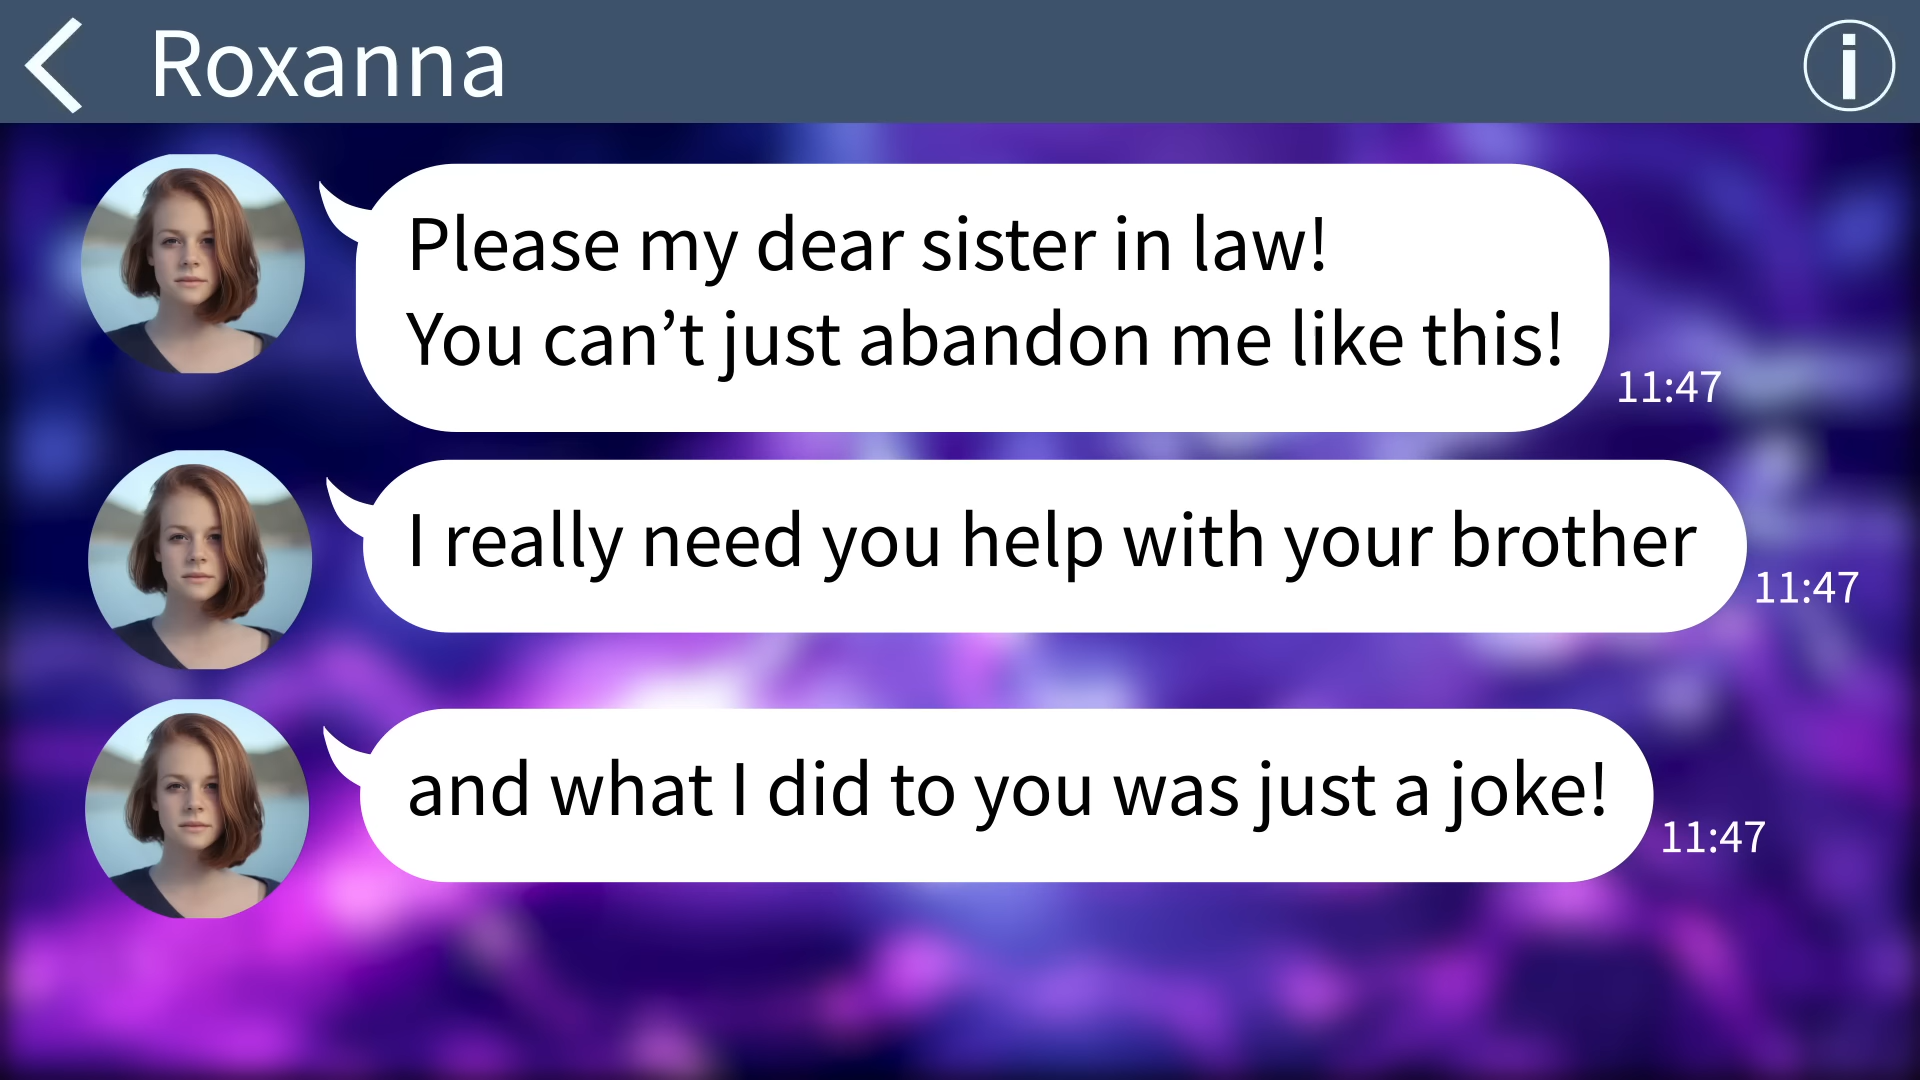 Roxanna
Please my dear sister in law!
You can’t just abandon me like this!
11:47
I really need you help with your brother
11:47
and what I did to you was just a joke!
11:47